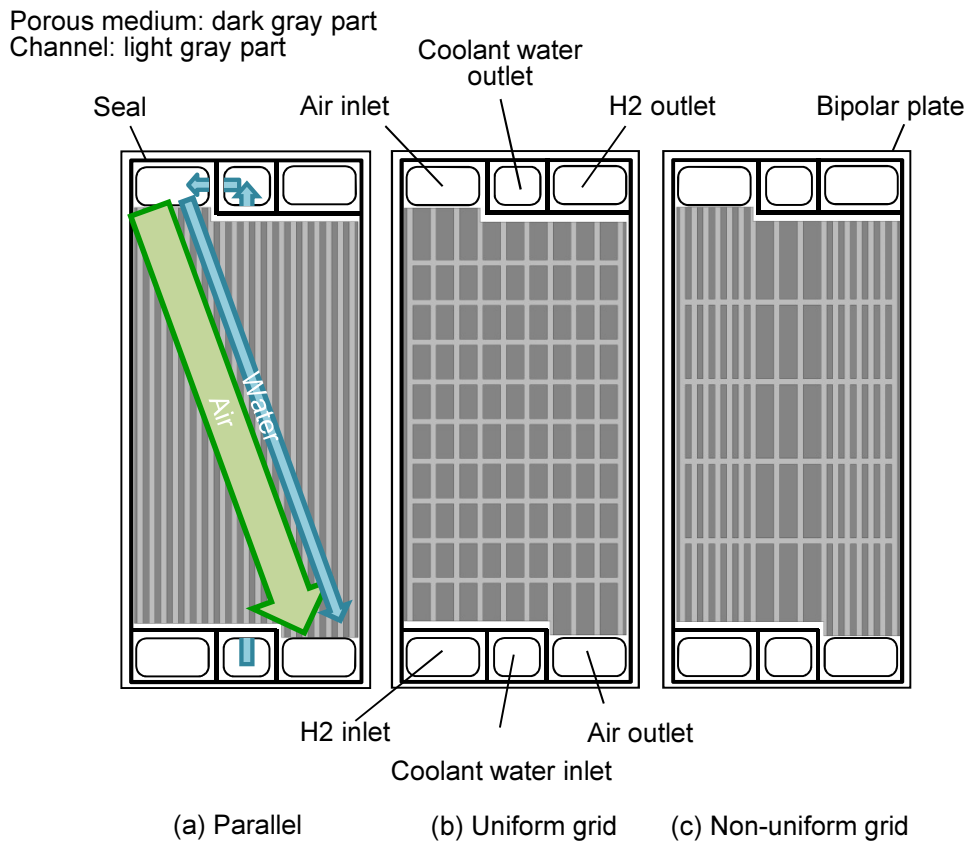 Porous medium: dark gray part
Channel: light gray part
Coolant water
outlet
Seal
Air inlet
H2 outlet
Bipolar plate
Air
Water
H2 inlet
Air outlet
Coolant water inlet
(a) Parallel
(b) Uniform grid
(c) Non-uniform grid